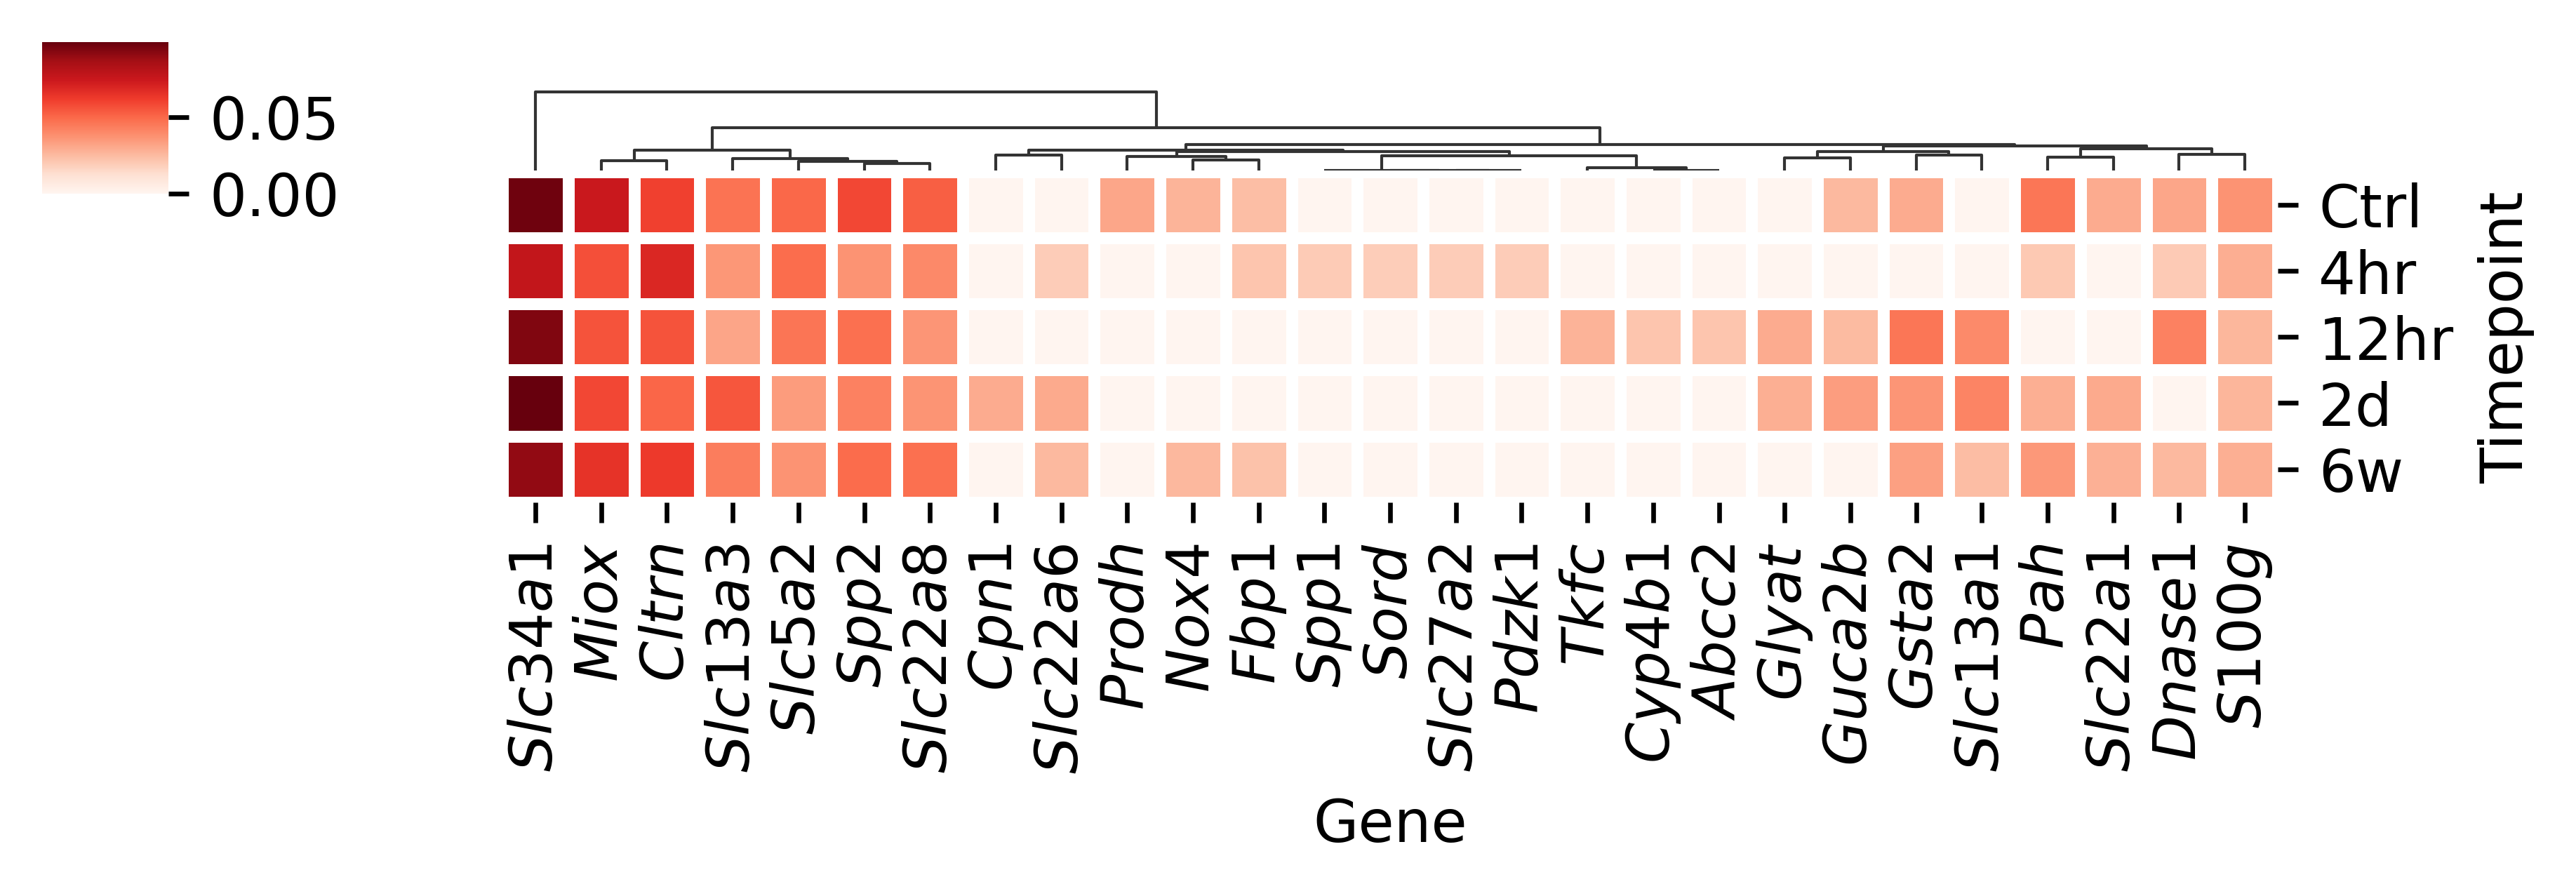 0.05
0.00
Ctrl
4hr
12hr
2d
6w
Timepoint
Slc34a1
Miox
Cltrn
Slc13a3
Slc5a2
Spp2
Slc22a8
Cpn1
Slc22a6
Prodh
Nox4
Fbp1
Spp1
Sord
Slc27a2
Pdzk1
Tkfc
Cyp4b1
Abcc2
Glyat
Guca2b
Gsta2
Slc13a1
Pah
Slc22a1
Dnase1
S100g
Gene